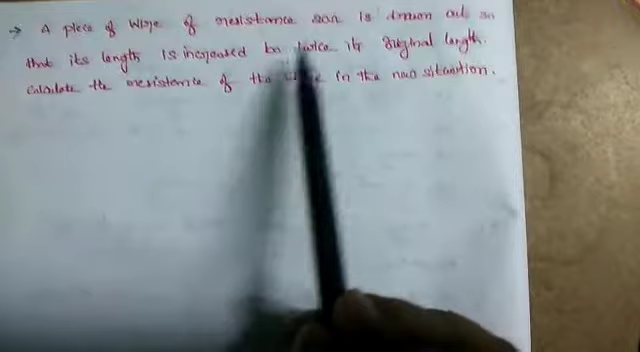 → A piece of wire of resistance 20Ω is drawn out so
that its length is increased to twice its original length.
calculate the resistance of the wire in the new situation.